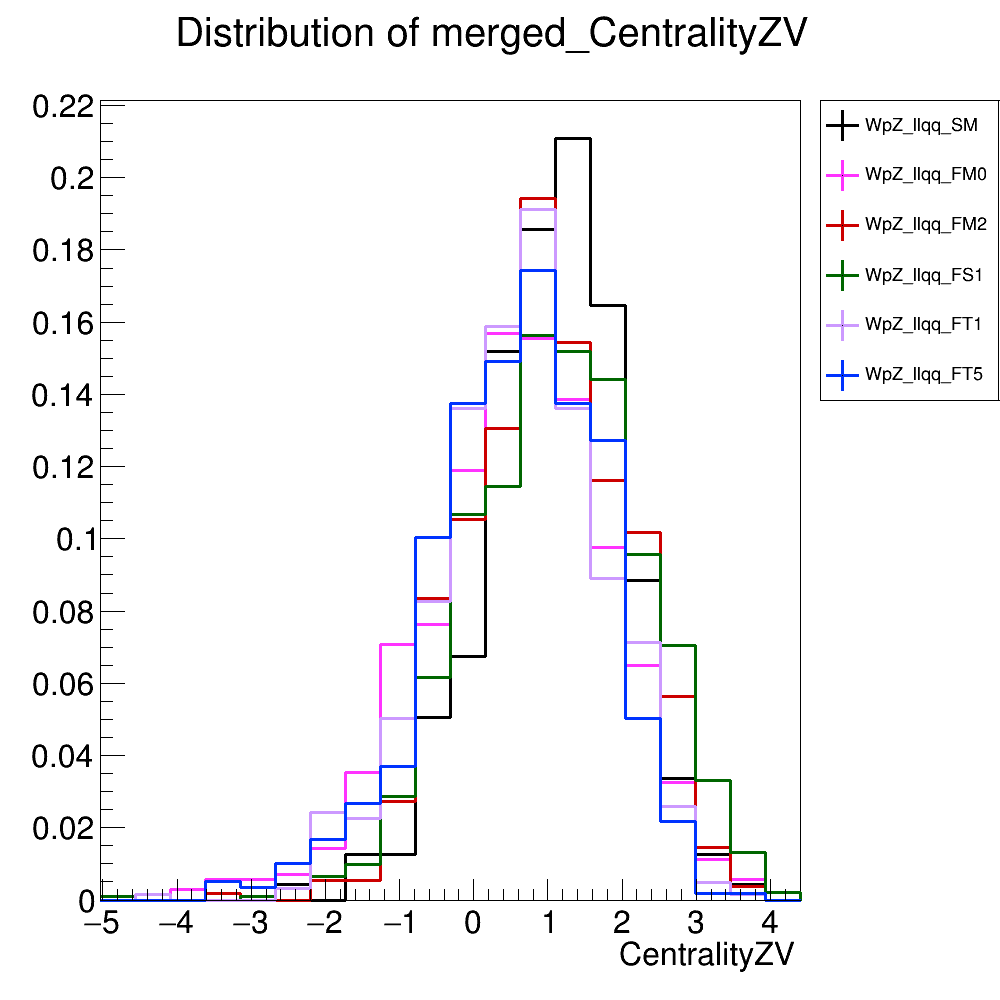 Distribution of merged_CentralityZV
0.22
0.2
0.18
0.16
0.14
0.12
0.1
0.08
0.06
0.04
0.02
0
−5 −4 −3 −2 −1 0 1 2 3 4
CentralityZV
WpZ_llqq_SM
WpZ_llqq_FM0
WpZ_llqq_FM2
WpZ_llqq_FS1
WpZ_llqq_FT1
WpZ_llqq_FT5